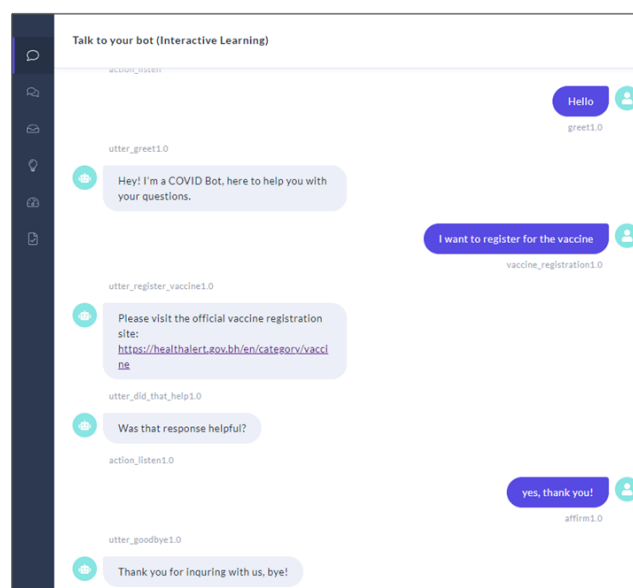 Talk to your bot (Interactive Learning)
action_listen
Hello
greet1.0
utter_greet1.0
Hey! I'm a COVID Bot, here to help you with
your questions.
I want to register for the vaccine
vaccine_registration1.0
utter_register_vaccine1.0
Please visit the official vaccine registration
site:
https://healthalert.gov.bh/en/category/vacci
ne
utter_did_that_help1.0
Was that response helpful?
action_listen1.0
yes, thank you!
affirm1.0
utter_goodbye1.0
Thank you for inquring with us, bye!